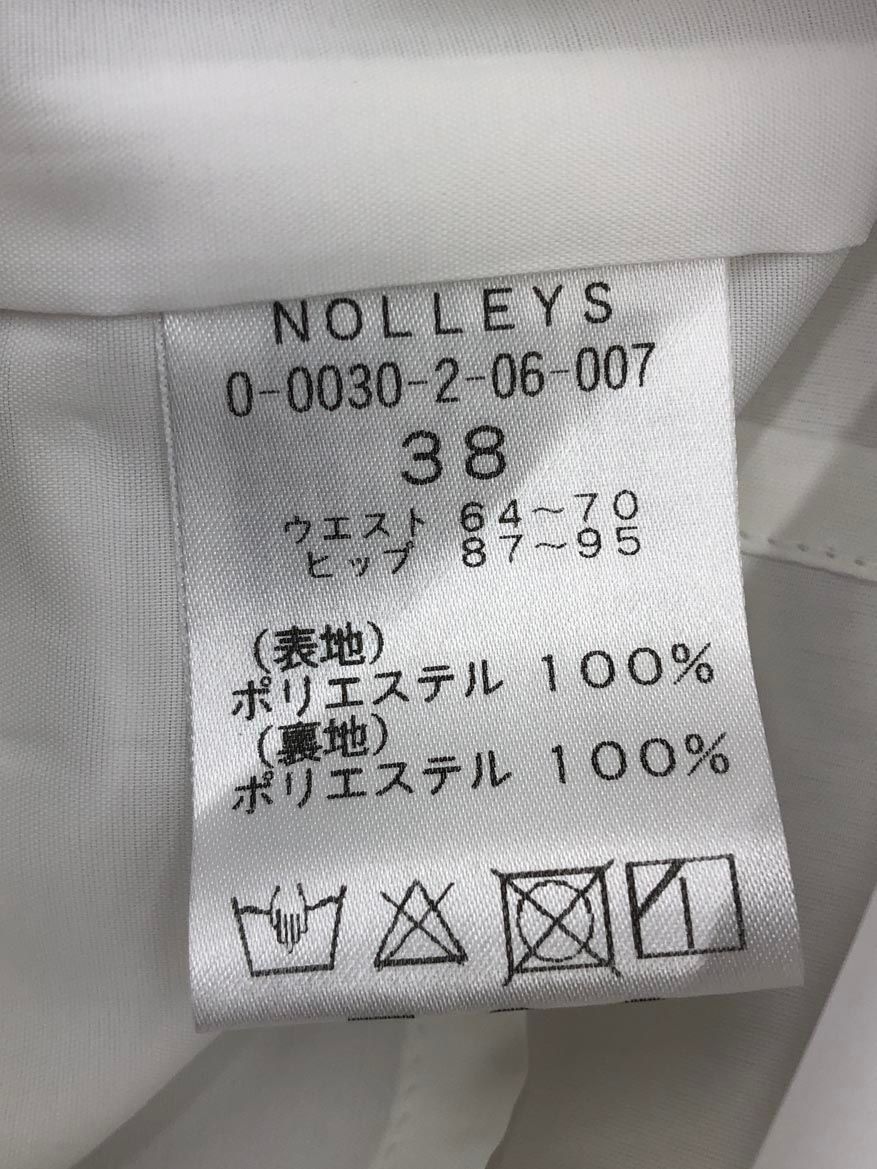 NOLLEYS
0-0030-2-06-007
38
ウエスト 64~70
ヒップ 87~95
(表地)
ポリエステル 100%
(裏地)
ポリエステル 100%